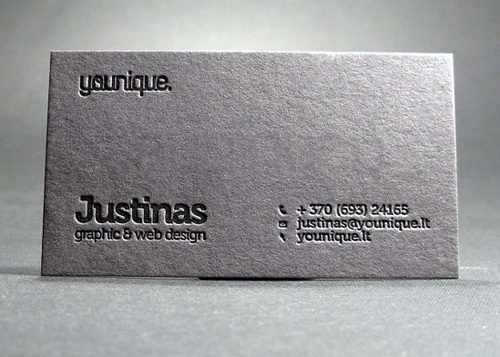 younique.
Justinas
graphic & web design
+ 370 (693) 24165
justinas@younique.lt
younique.lt